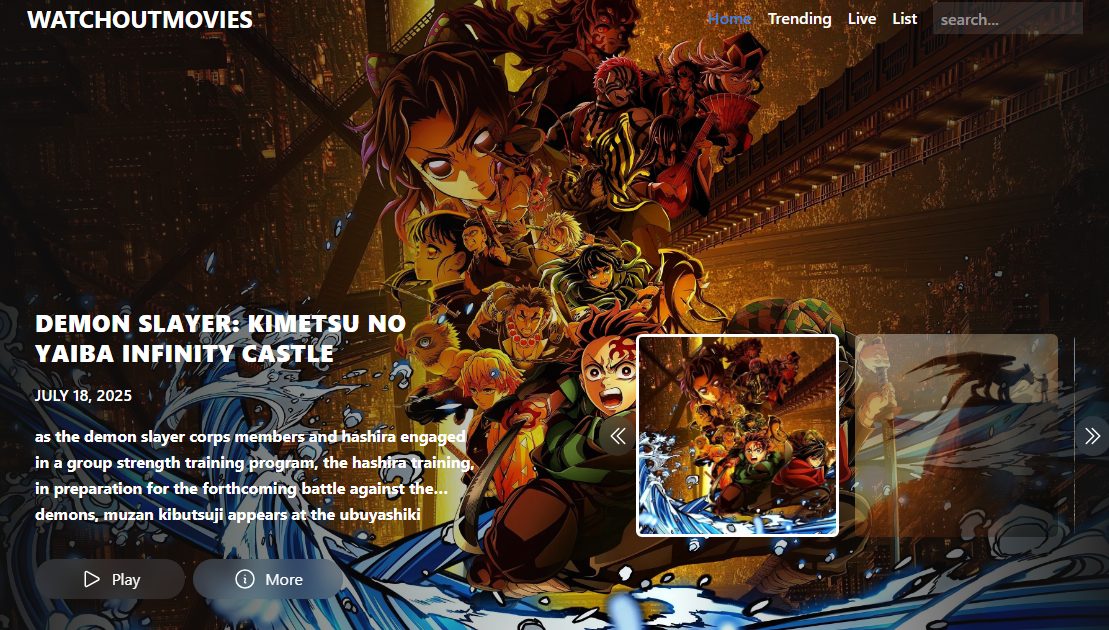 WATCHOUTMOVIES
Home Trending Live List search...
DEMON SLAYER: KIMETSU NO
YAIBA INFINITY CASTLE
JULY 18, 2025
as the demon slayer corps members and hashira engaged
in a group strength training program, the hashira training,
in preparation for the forthcoming battle against the...
demons, muzan kibutsuji appears at the ubuyashiki
Play
More